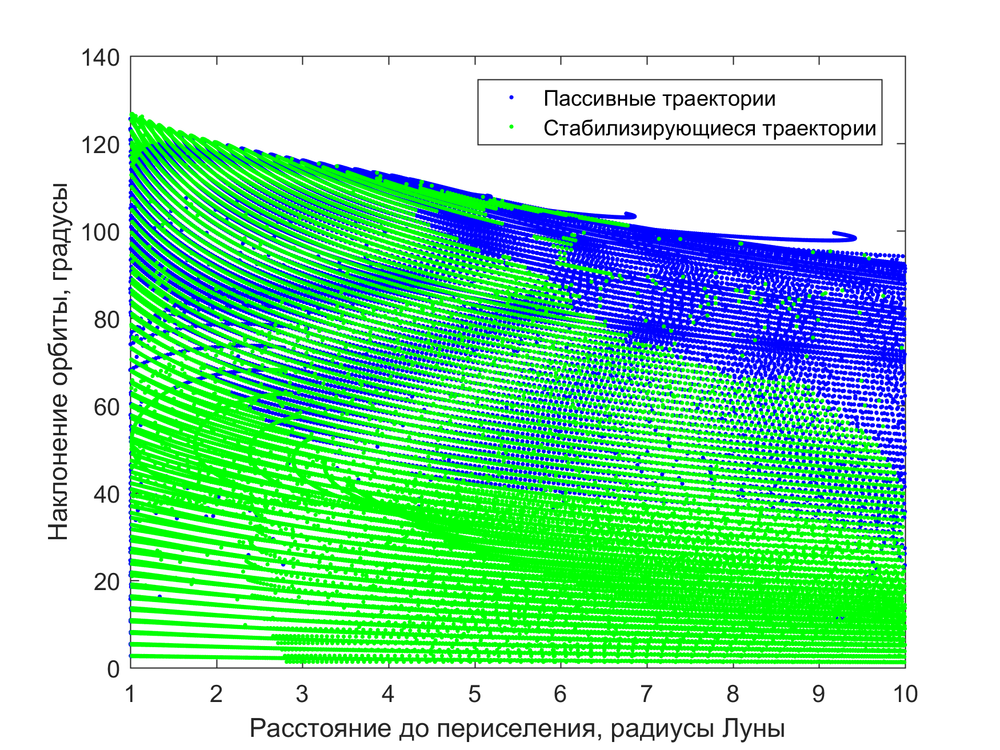 140
120
100
80
60
40
20
0
Наклонение орбиты, градусы
Пассивные траектории
Стабилизирующиеся траектории
1 2 3 4 5 6 7 8 9 10
Расстояние до периселения, радиусы Луны